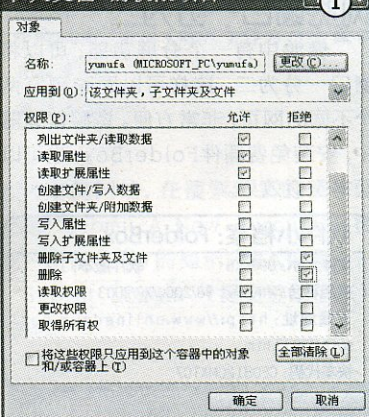 对象
名称:
yumufa (MICROSOFT_PC\yumufa)
更改(C)...
应用到(O):
该文件夹，子文件夹及文件
权限(P):
允许
拒绝
列出文件夹/读取数据
读取属性
读取扩展属性
创建文件/写入数据
创建文件夹/附加数据
写入属性
写入扩展属性
删除子文件夹及文件
删除
读取权限
更改权限
取得所有权
将这些权限只应用到这个容器中的对象
和/或容器上(T)
全部清除(L)
确定
取消
1